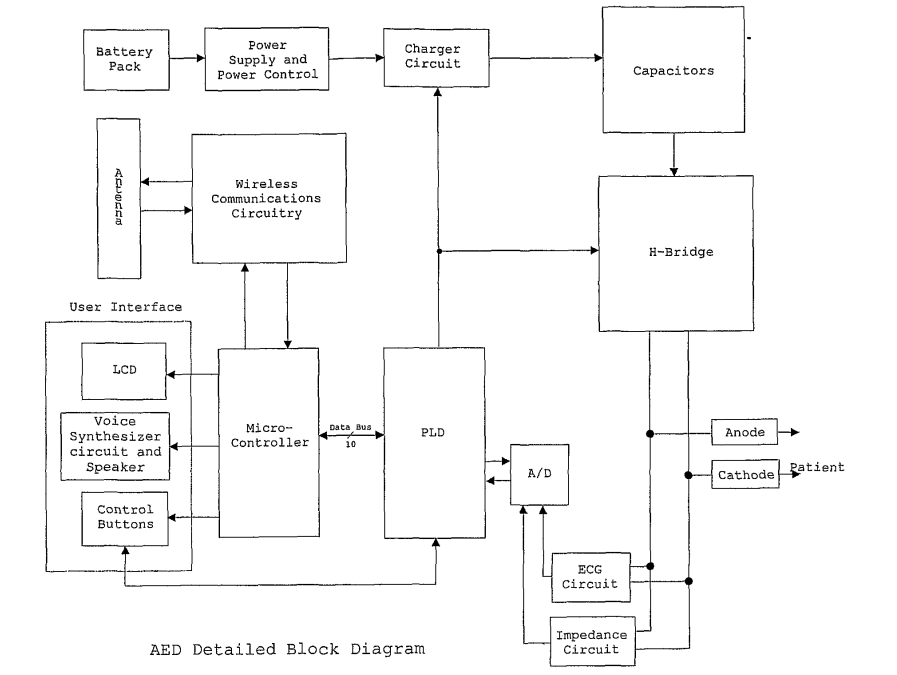 Battery
Pack
Power
Supply and
Power Control
Charger
Circuit
Capacitors
Antenna
Wireless
Communications
Circuitry
H-Bridge
User Interface
LCD
Voice
Synthesizer
circuit and
Speaker
Control
Buttons
Micro-
Controller
Data Bus
10
PLD
A/D
Anode
Cathode
Patient
ECG
Circuit
Impedance
Circuit
AED Detailed Block Diagram